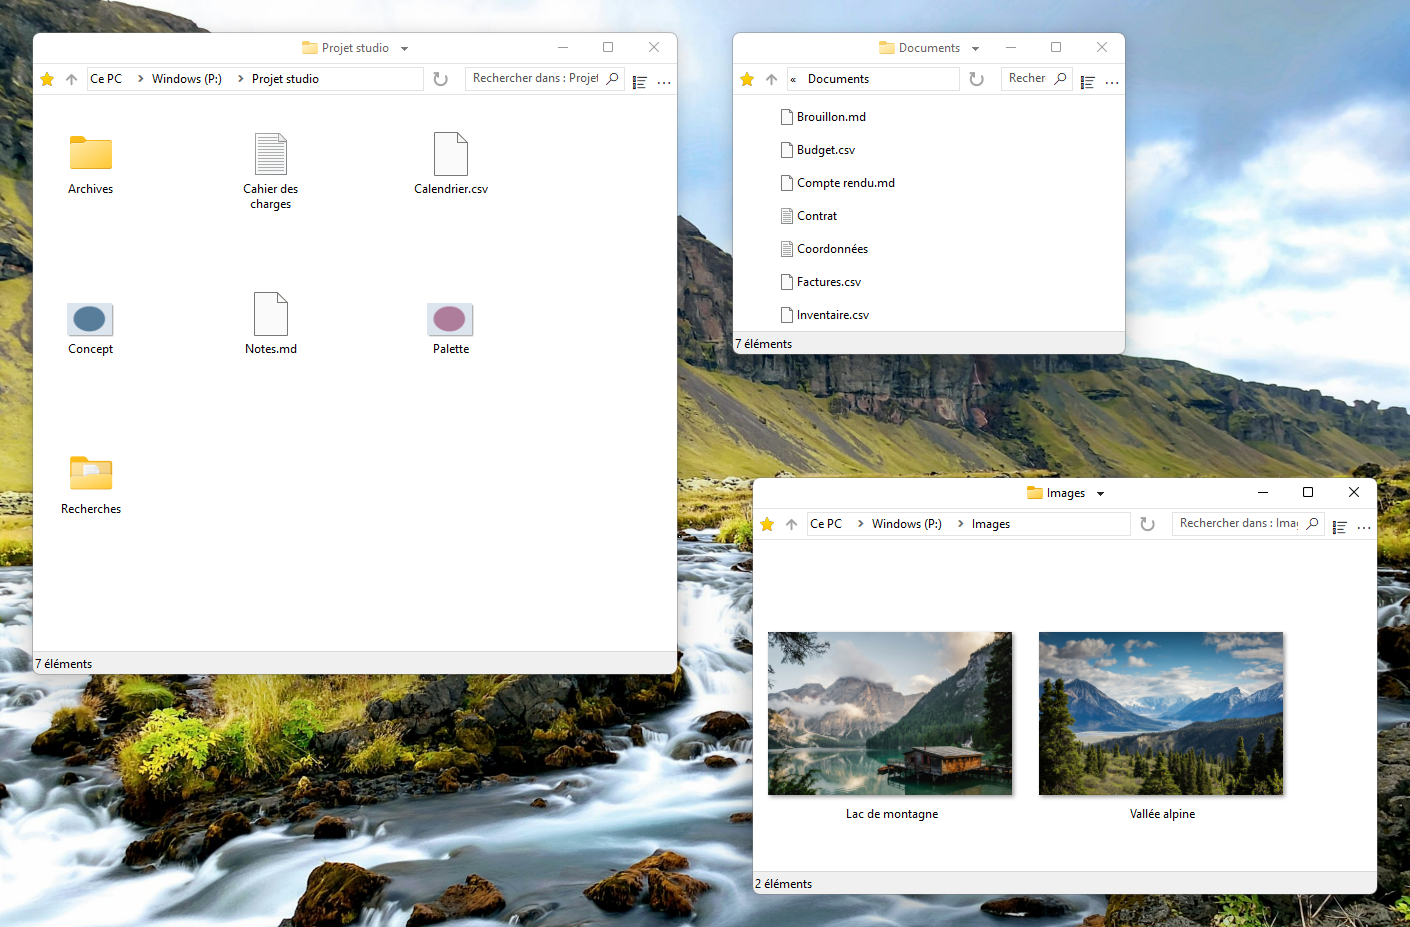 Projet studio
Ce PC > Windows (P:) > Projet studio
Rechercher dans : Projet
Archives
Cahier des
charges
Calendrier.csv
Concept
Notes.md
Palette
Recherches
7 éléments
Documents
« Documents
Recher
Brouillon.md
Budget.csv
Compte rendu.md
Contrat
Coordonnées
Factures.csv
Inventaire.csv
7 éléments
Images
Ce PC > Windows (P:) > Images
Rechercher dans : Imag
Lac de montagne
Vallée alpine
2 éléments